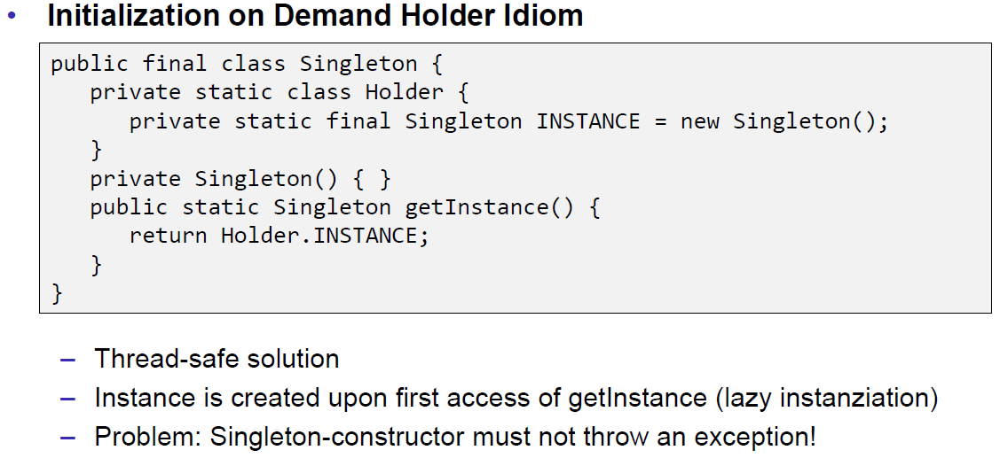 • Initialization on Demand Holder Idiom
public final class Singleton {
   private static class Holder {
      private static final Singleton INSTANCE = new Singleton();
   }
   private Singleton() { }
   public static Singleton getInstance() {
      return Holder.INSTANCE;
   }
}
– Thread-safe solution
– Instance is created upon first access of getInstance (lazy instanziation)
– Problem: Singleton-constructor must not throw an exception!